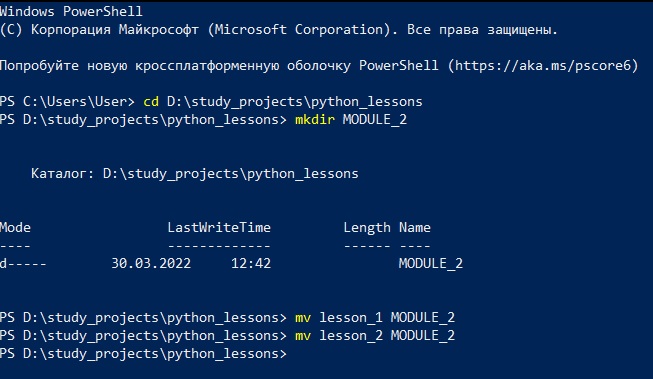 Windows PowerShell
(C) Корпорация Майкрософт (Microsoft Corporation). Все права защищены.
Попробуйте новую кроссплатформенную оболочку PowerShell (https://aka.ms/pscore6)
PS C:\Users\User> cd D:\study_projects\python_lessons
PS D:\study_projects\python_lessons> mkdir MODULE_2
Каталог: D:\study_projects\python_lessons
Mode LastWriteTime Length Name
---- ------------- ------ ----
d----- 30.03.2022 12:42 MODULE_2
PS D:\study_projects\python_lessons> mv lesson_1 MODULE_2
PS D:\study_projects\python_lessons> mv lesson_2 MODULE_2
PS D:\study_projects\python_lessons>